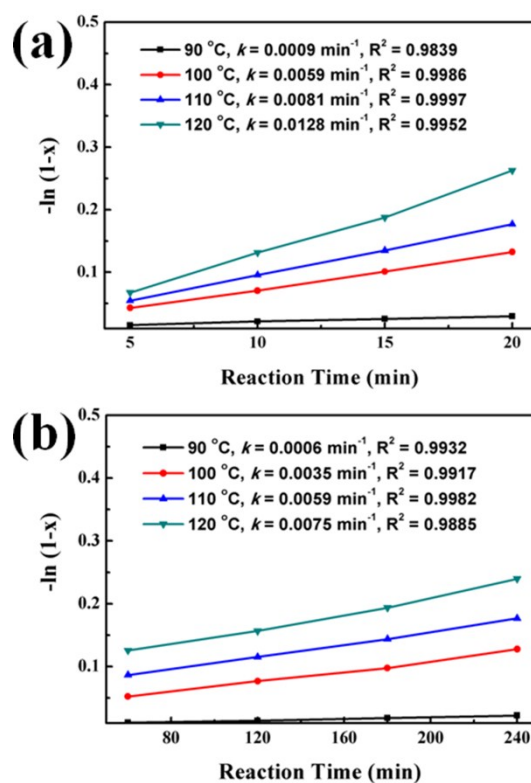 (a)
90 °C, k = 0.0009 min⁻¹, R² = 0.9839
100 °C, k = 0.0059 min⁻¹, R² = 0.9986
110 °C, k = 0.0081 min⁻¹, R² = 0.9997
120 °C, k = 0.0128 min⁻¹, R² = 0.9952
0.5
0.4
0.3
0.2
0.1
-ln (1-x)
5 10 15 20
Reaction Time (min)
(b)
90 °C, k = 0.0006 min⁻¹, R² = 0.9932
100 °C, k = 0.0035 min⁻¹, R² = 0.9917
110 °C, k = 0.0059 min⁻¹, R² = 0.9982
120 °C, k = 0.0075 min⁻¹, R² = 0.9885
0.5
0.4
0.3
0.2
0.1
-ln (1-x)
80 120 160 200 240
Reaction Time (min)